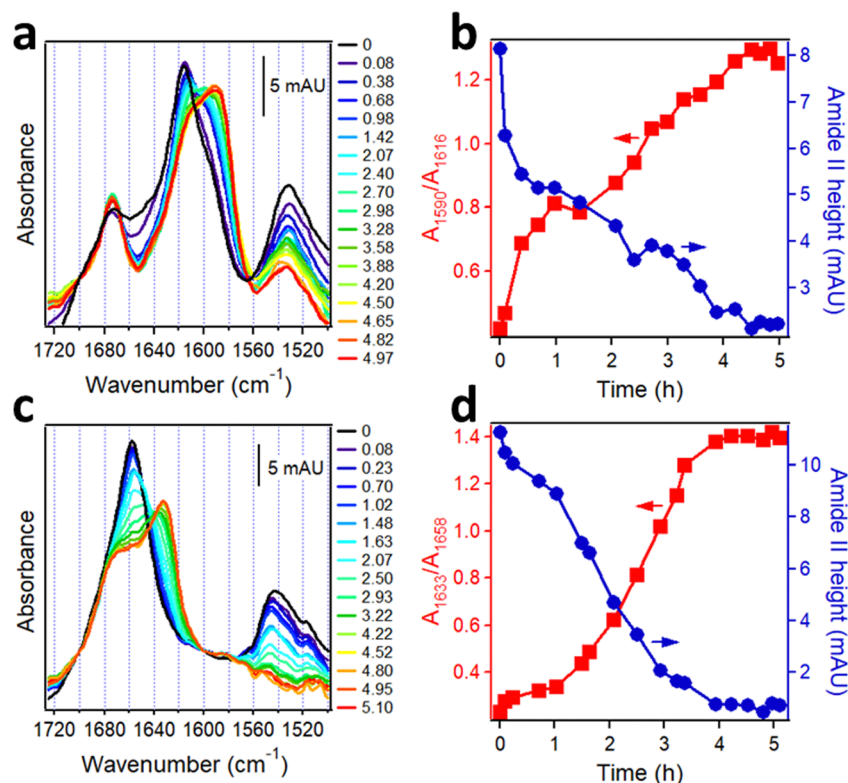 a
Absorbance
5 mAU
1720 1680 1640 1600 1560 1520
Wavenumber (cm⁻¹)
0
0.08
0.38
0.68
0.98
1.42
2.07
2.40
2.70
2.98
3.28
3.58
3.88
4.20
4.50
4.65
4.82
4.97
b
A₁₅₉₀/A₁₆₁₆
1.2
1.0
0.8
0.6
0 1 2 3 4 5
Time (h)
8
7
6
5
4
3
Amide II height (mAU)
c
Absorbance
5 mAU
1720 1680 1640 1600 1560 1520
Wavenumber (cm⁻¹)
0
0.08
0.23
0.70
1.02
1.48
1.63
2.07
2.50
2.93
3.22
4.22
4.52
4.80
4.95
5.10
d
A₁₆₃₃/A₁₆₅₈
1.4
1.2
1.0
0.8
0.6
0.4
0 1 2 3 4 5
Time (h)
10
8
6
4
2
Amide II height (mAU)